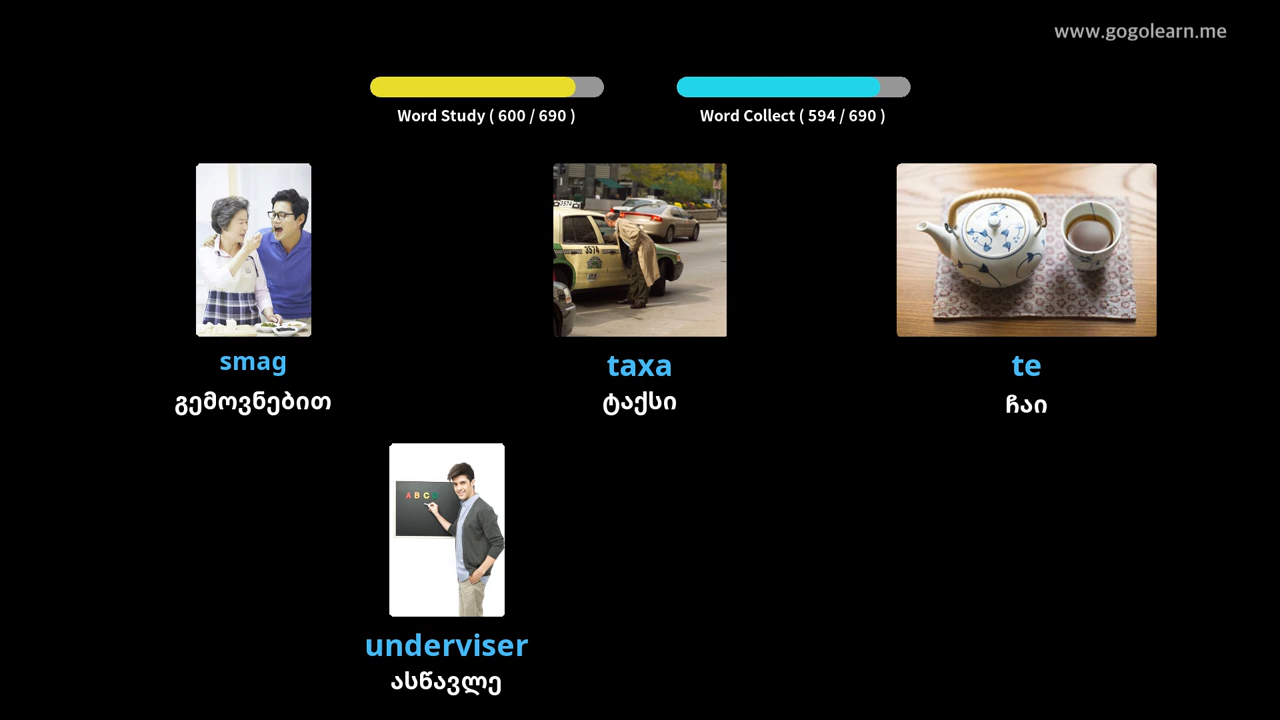 www.gogolearn.me
Word Study ( 600 / 690 )
Word Collect ( 594 / 690 )
smag
გემოვნებით
taxa
ტაქსი
3574
te
ჩაი
A B C D
underviser
ასწავლე